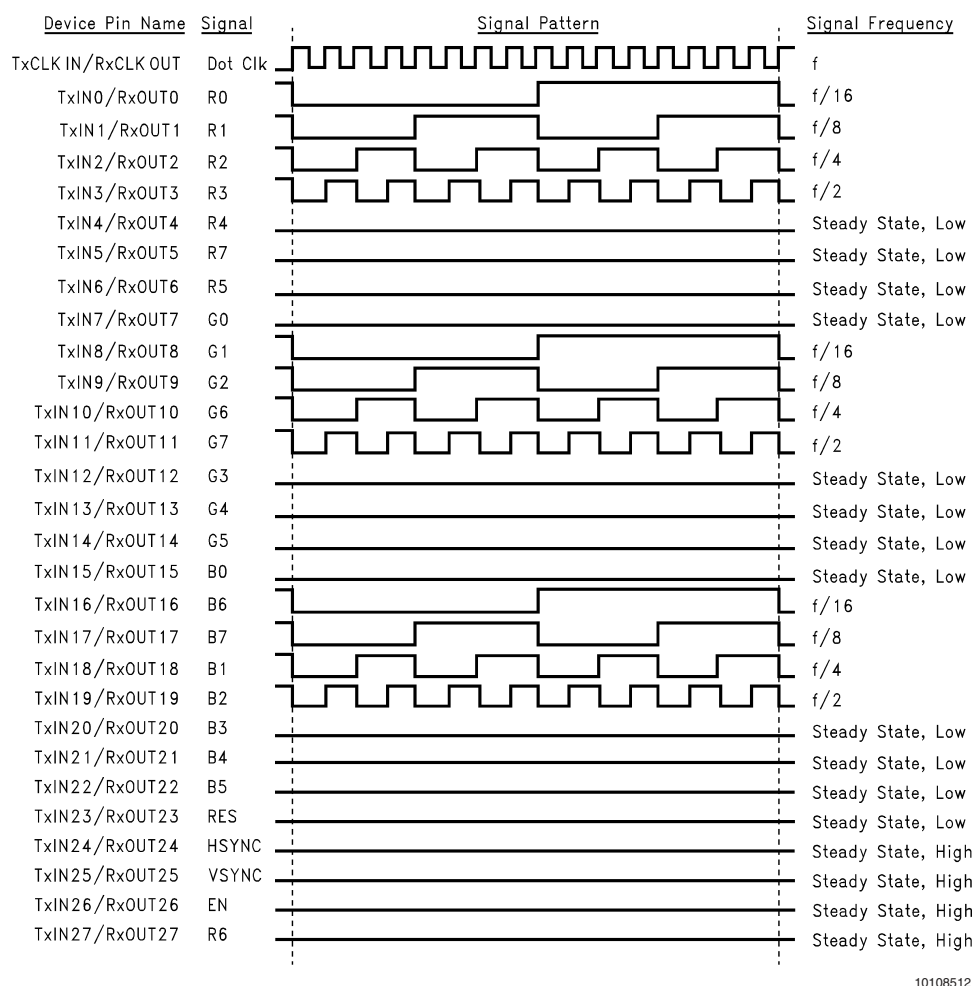 Device Pin Name Signal Signal Pattern Signal Frequency
TxCLK IN/RxCLK OUT Dot Clk f
TxIN0/RxOUT0 R0 f/16
TxIN1/RxOUT1 R1 f/8
TxIN2/RxOUT2 R2 f/4
TxIN3/RxOUT3 R3 f/2
TxIN4/RxOUT4 R4 Steady State, Low
TxIN5/RxOUT5 R7 Steady State, Low
TxIN6/RxOUT6 R5 Steady State, Low
TxIN7/RxOUT7 G0 Steady State, Low
TxIN8/RxOUT8 G1 f/16
TxIN9/RxOUT9 G2 f/8
TxIN10/RxOUT10 G6 f/4
TxIN11/RxOUT11 G7 f/2
TxIN12/RxOUT12 G3 Steady State, Low
TxIN13/RxOUT13 G4 Steady State, Low
TxIN14/RxOUT14 G5 Steady State, Low
TxIN15/RxOUT15 B0 Steady State, Low
TxIN16/RxOUT16 B6 f/16
TxIN17/RxOUT17 B7 f/8
TxIN18/RxOUT18 B1 f/4
TxIN19/RxOUT19 B2 f/2
TxIN20/RxOUT20 B3 Steady State, Low
TxIN21/RxOUT21 B4 Steady State, Low
TxIN22/RxOUT22 B5 Steady State, Low
TxIN23/RxOUT23 RES Steady State, Low
TxIN24/RxOUT24 HSYNC Steady State, High
TxIN25/RxOUT25 VSYNC Steady State, High
TxIN26/RxOUT26 EN Steady State, High
TxIN27/RxOUT27 R6 Steady State, High
10108512